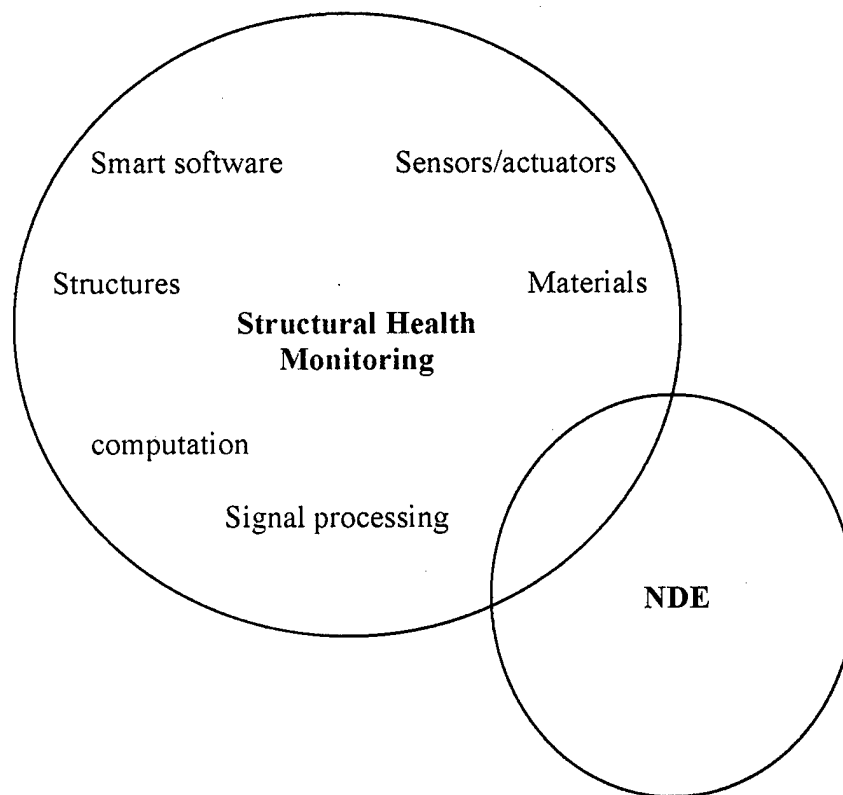 Smart software
Sensors/actuators
Structures
Materials
Structural Health
Monitoring
computation
Signal processing
NDE